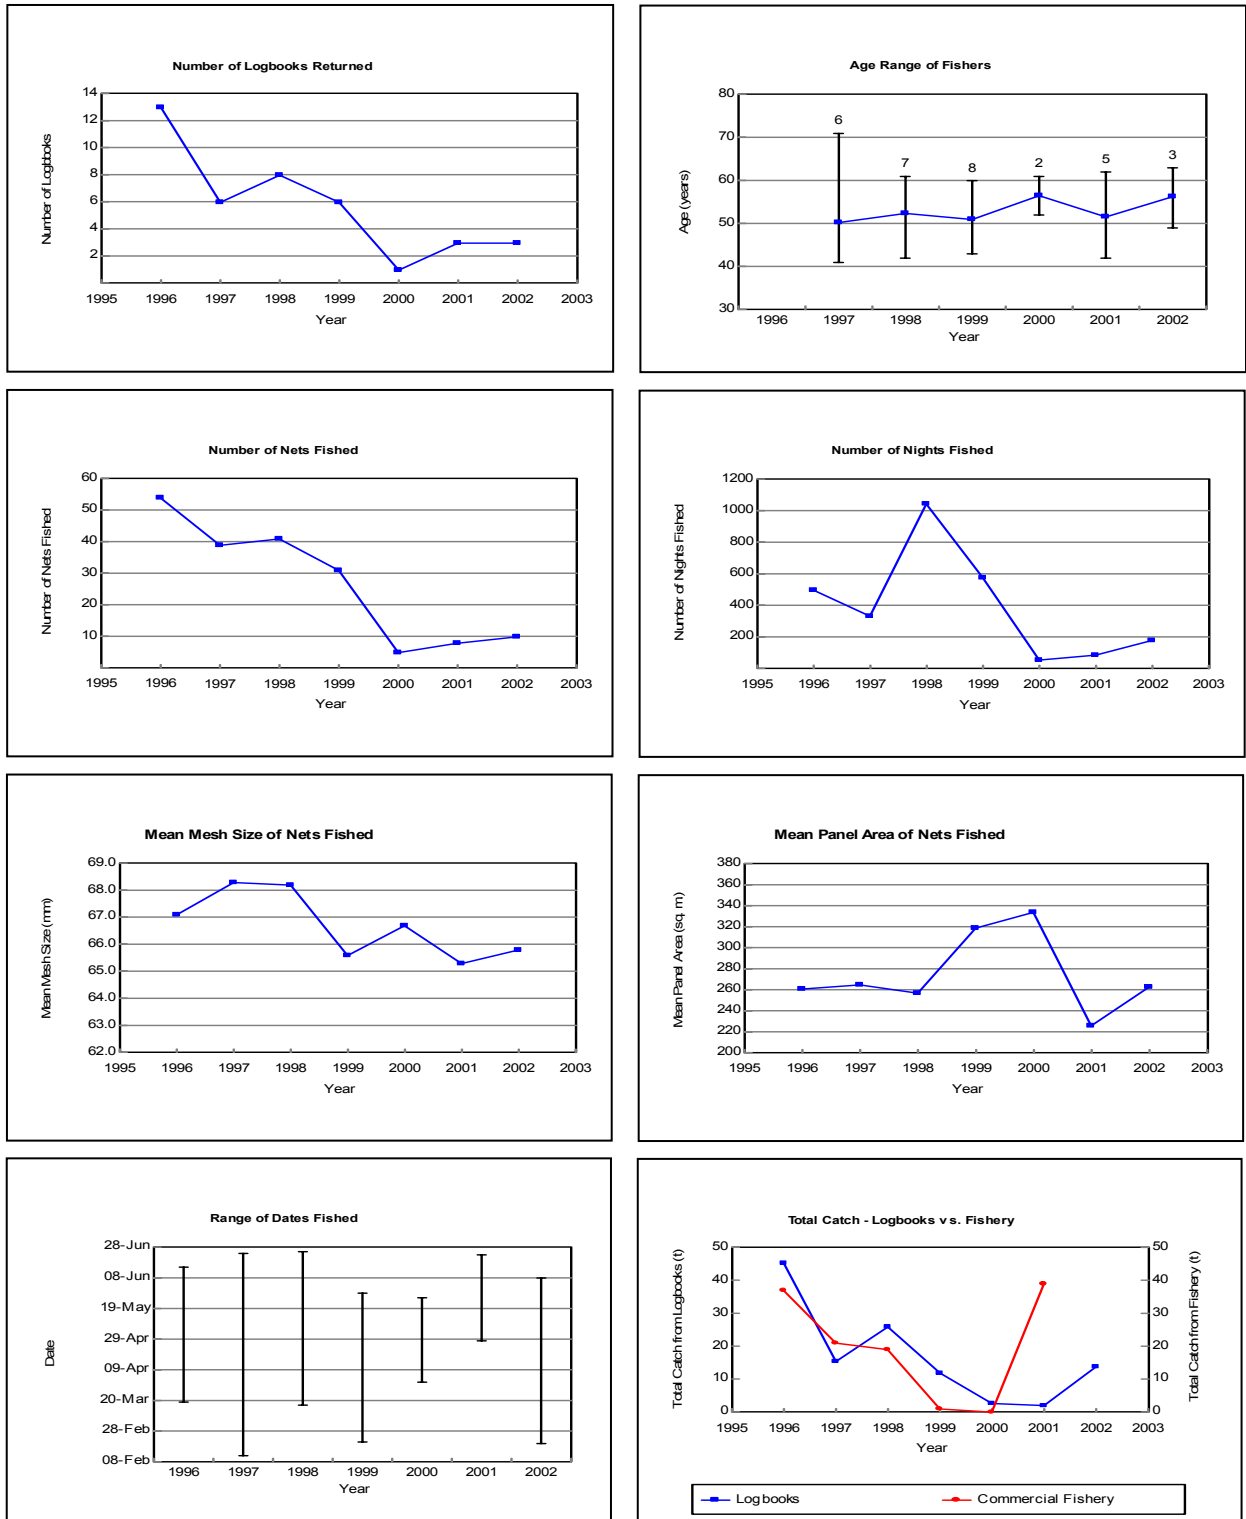 Number of Logbooks Returned
Number of Logbooks
14
12
10
8
6
4
2
1995 1996 1997 1998 1999 2000 2001 2002 2003
Year
Age Range of Fishers
Age (years)
80
70
60
50
40
30
6 7 8 2 5 3
1996 1997 1998 1999 2000 2001 2002
Year
Number of Nets Fished
Number of Nets Fished
60
50
40
30
20
10
1995 1996 1997 1998 1999 2000 2001 2002 2003
Year
Number of Nights Fished
Number of Nights Fished
1200
1000
800
600
400
200
1995 1996 1997 1998 1999 2000 2001 2002 2003
Year
Mean Mesh Size of Nets Fished
Mean Mesh Size (mm)
69.0
68.0
67.0
66.0
65.0
64.0
63.0
62.0
1995 1996 1997 1998 1999 2000 2001 2002 2003
Year
Mean Panel Area of Nets Fished
Mean Panel Area (sq. m)
380
360
340
320
300
280
260
240
220
200
1995 1996 1997 1998 1999 2000 2001 2002 2003
Year
Range of Dates Fished
Date
28-Jun
08-Jun
19-May
29-Apr
09-Apr
20-Mar
28-Feb
08-Feb
1996 1997 1998 1999 2000 2001 2002
Year
Total Catch - Logbooks vs. Fishery
Total Catch from Logbooks (t)
50
40
30
20
10
0
50
40
30
20
10
0
Total Catch from Fishery (t)
1995 1996 1997 1998 1999 2000 2001 2002 2003
Year
Logbooks Commercial Fishery